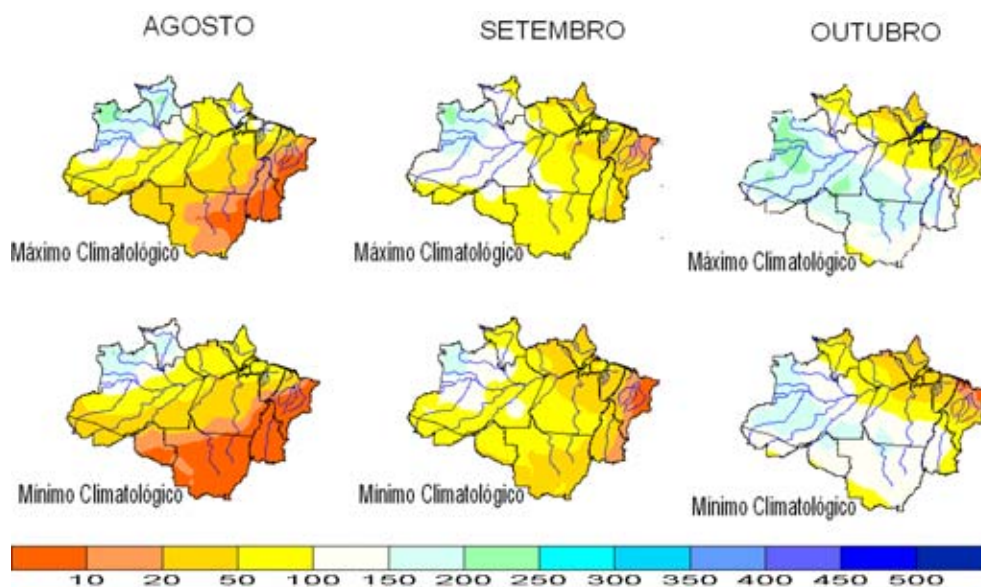 AGOSTO SETEMBRO OUTUBRO
Máximo Climatológico Máximo Climatológico Máximo Climatológico
Mínimo Climatológico Mínimo Climatológico Mínimo Climatológico
10 20 50 100 150 200 250 300 350 400 450